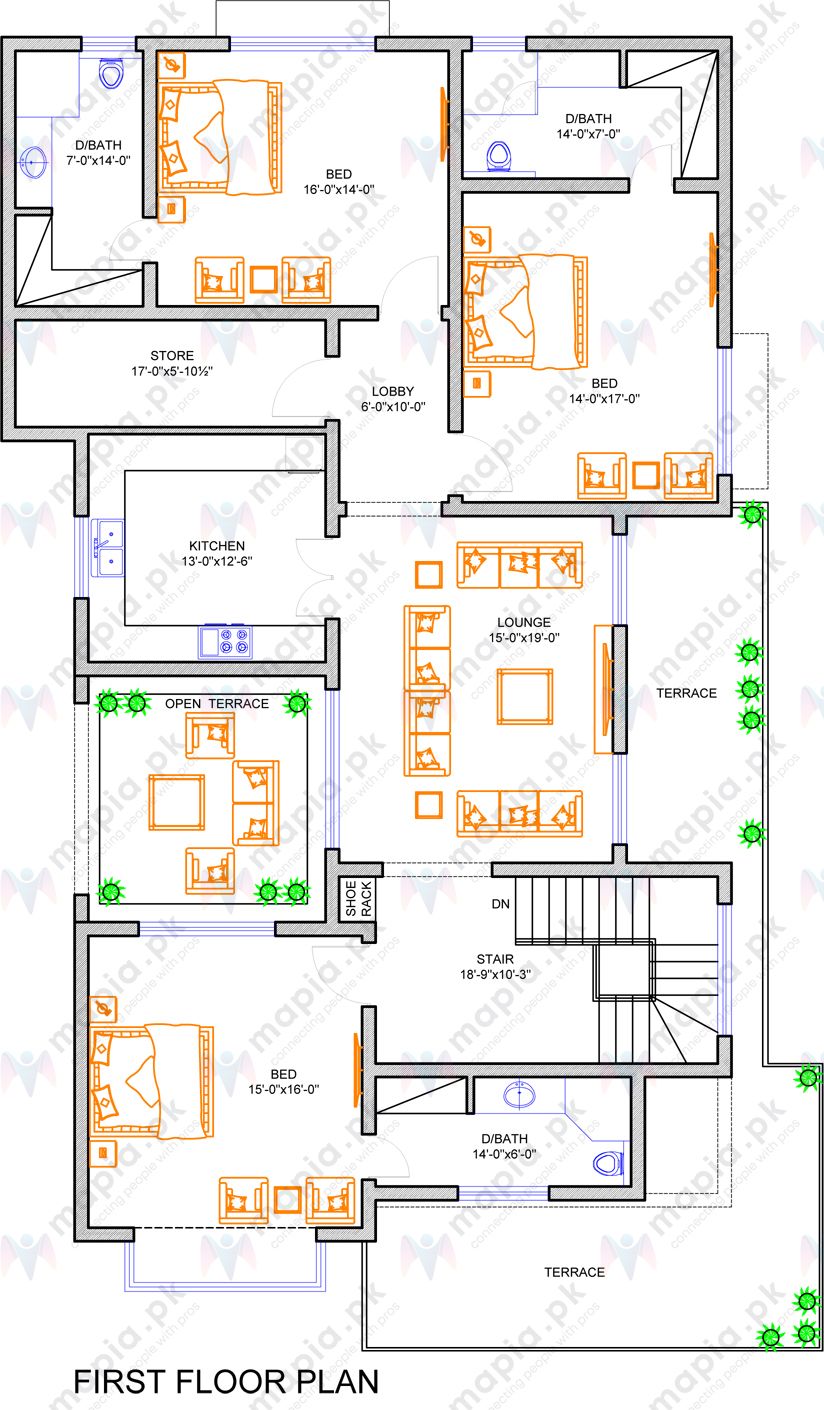 D/BATH
7'-0"x14'-0"
BED
16'-0"x14'-0"
D/BATH
14'-0"x7'-0"
STORE
17'-0"x5'-10½"
LOBBY
6'-0"x10'-0"
BED
14'-0"x17'-0"
KITCHEN
13'-0"x12'-6"
LOUNGE
15'-0"x19'-0"
TERRACE
OPEN TERRACE
SHOE
RACK
DN
STAIR
18'-9"x10'-3"
BED
15'-0"x16'-0"
D/BATH
14'-0"x6'-0"
TERRACE
FIRST FLOOR PLAN
mapia.pk
connecting people with pros